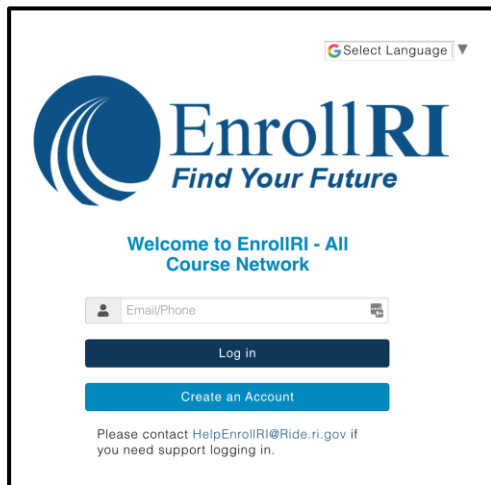 Select Language ▼
EnrollRI
Find Your Future
Welcome to EnrollRI - All
Course Network
Email/Phone
Log in
Create an Account
Please contact HelpEnrollRI@Ride.ri.gov if
you need support logging in.